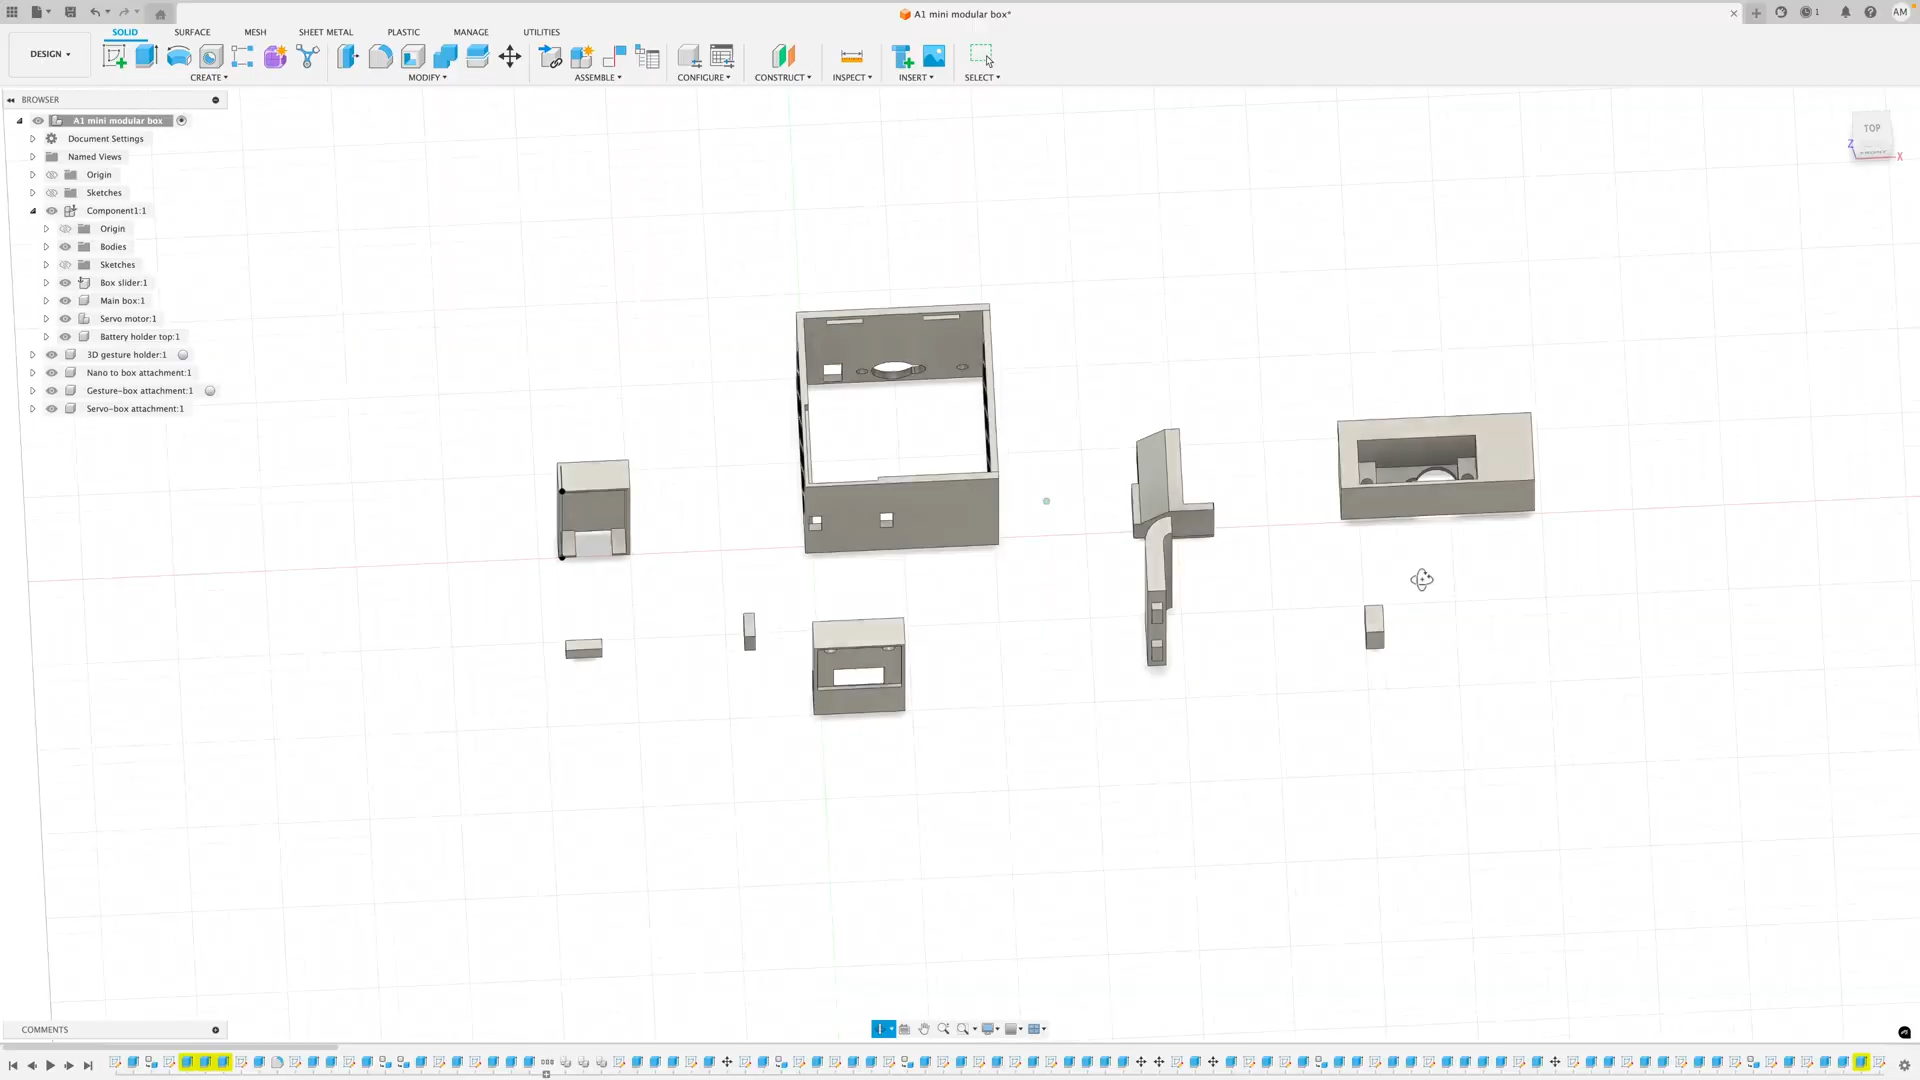 A1 mini modular box*
1
AM
DESIGN
SOLID
SURFACE
MESH
SHEET METAL
PLASTIC
MANAGE
UTILITIES
CREATE
MODIFY
ASSEMBLE
CONFIGURE
CONSTRUCT
INSPECT
INSERT
SELECT
BROWSER
A1 mini modular box
Document Settings
Named Views
Origin
Sketches
Component1:1
Origin
Bodies
Sketches
Box slider:1
Main box:1
Servo motor:1
Battery holder top:1
3D gesture holder:1
Nano to box attachment:1
Gesture-box attachment:1
Servo-box attachment:1
TOP
FRONT
Z
X
COMMENTS